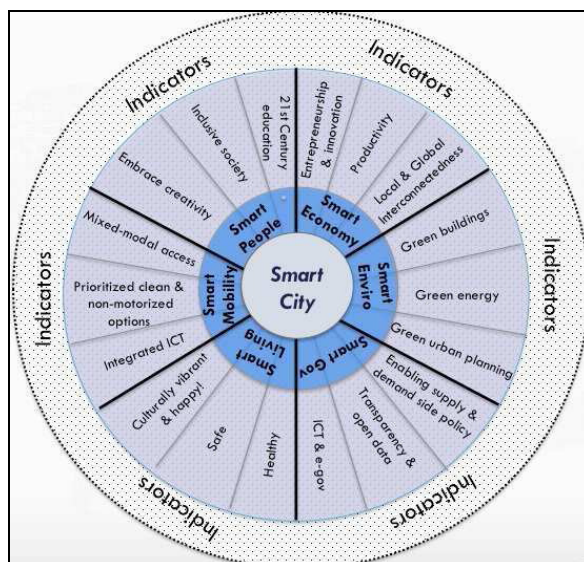 Smart
City
Smart
Economy
Entrepreneurship
& innovation
Productivity
Local & Global
Interconnectedness
Indicators
Smart
Enviro
Green buildings
Green energy
Green urban planning
Indicators
Smart Gov
Enabling supply &
demand side policy
Transparency &
open data
ICT & e-gov
Indicators
Smart
Living
Healthy
Safe
Culturally vibrant
& happy!
Indicators
Smart
Mobility
Integrated ICT
Prioritized clean &
non-motorized
options
Mixed-modal access
Indicators
Smart
People
Embrace creativity
Inclusive society
21st Century
education
Indicators